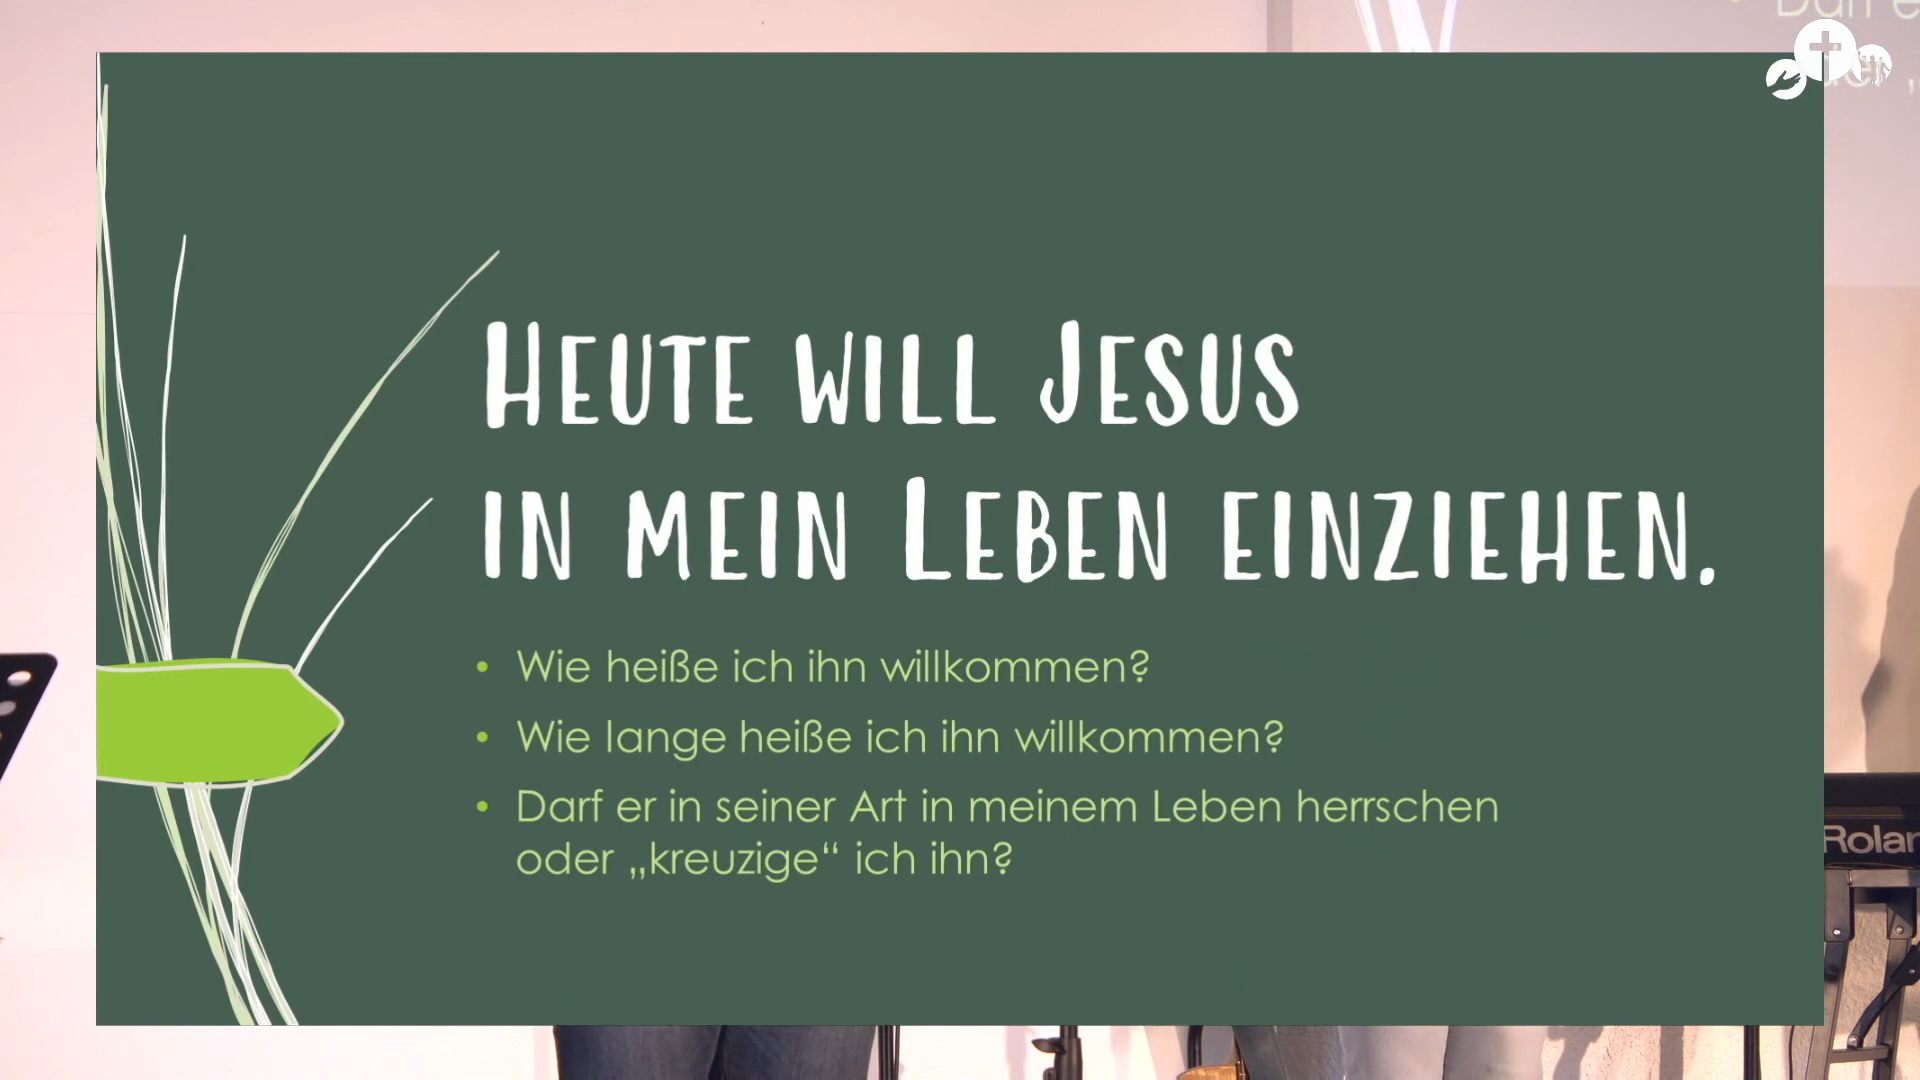 Heute will Jesus
in mein Leben einziehen.
• Wie heiße ich ihn willkommen?
• Wie lange heiße ich ihn willkommen?
• Darf er in seiner Art in meinem Leben herrschen
oder „kreuzige“ ich ihn?